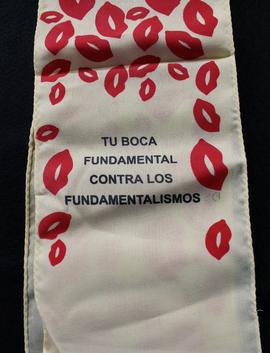 TU BOCA
FUNDAMENTAL
CONTRA LOS
FUNDAMENTALISMOS